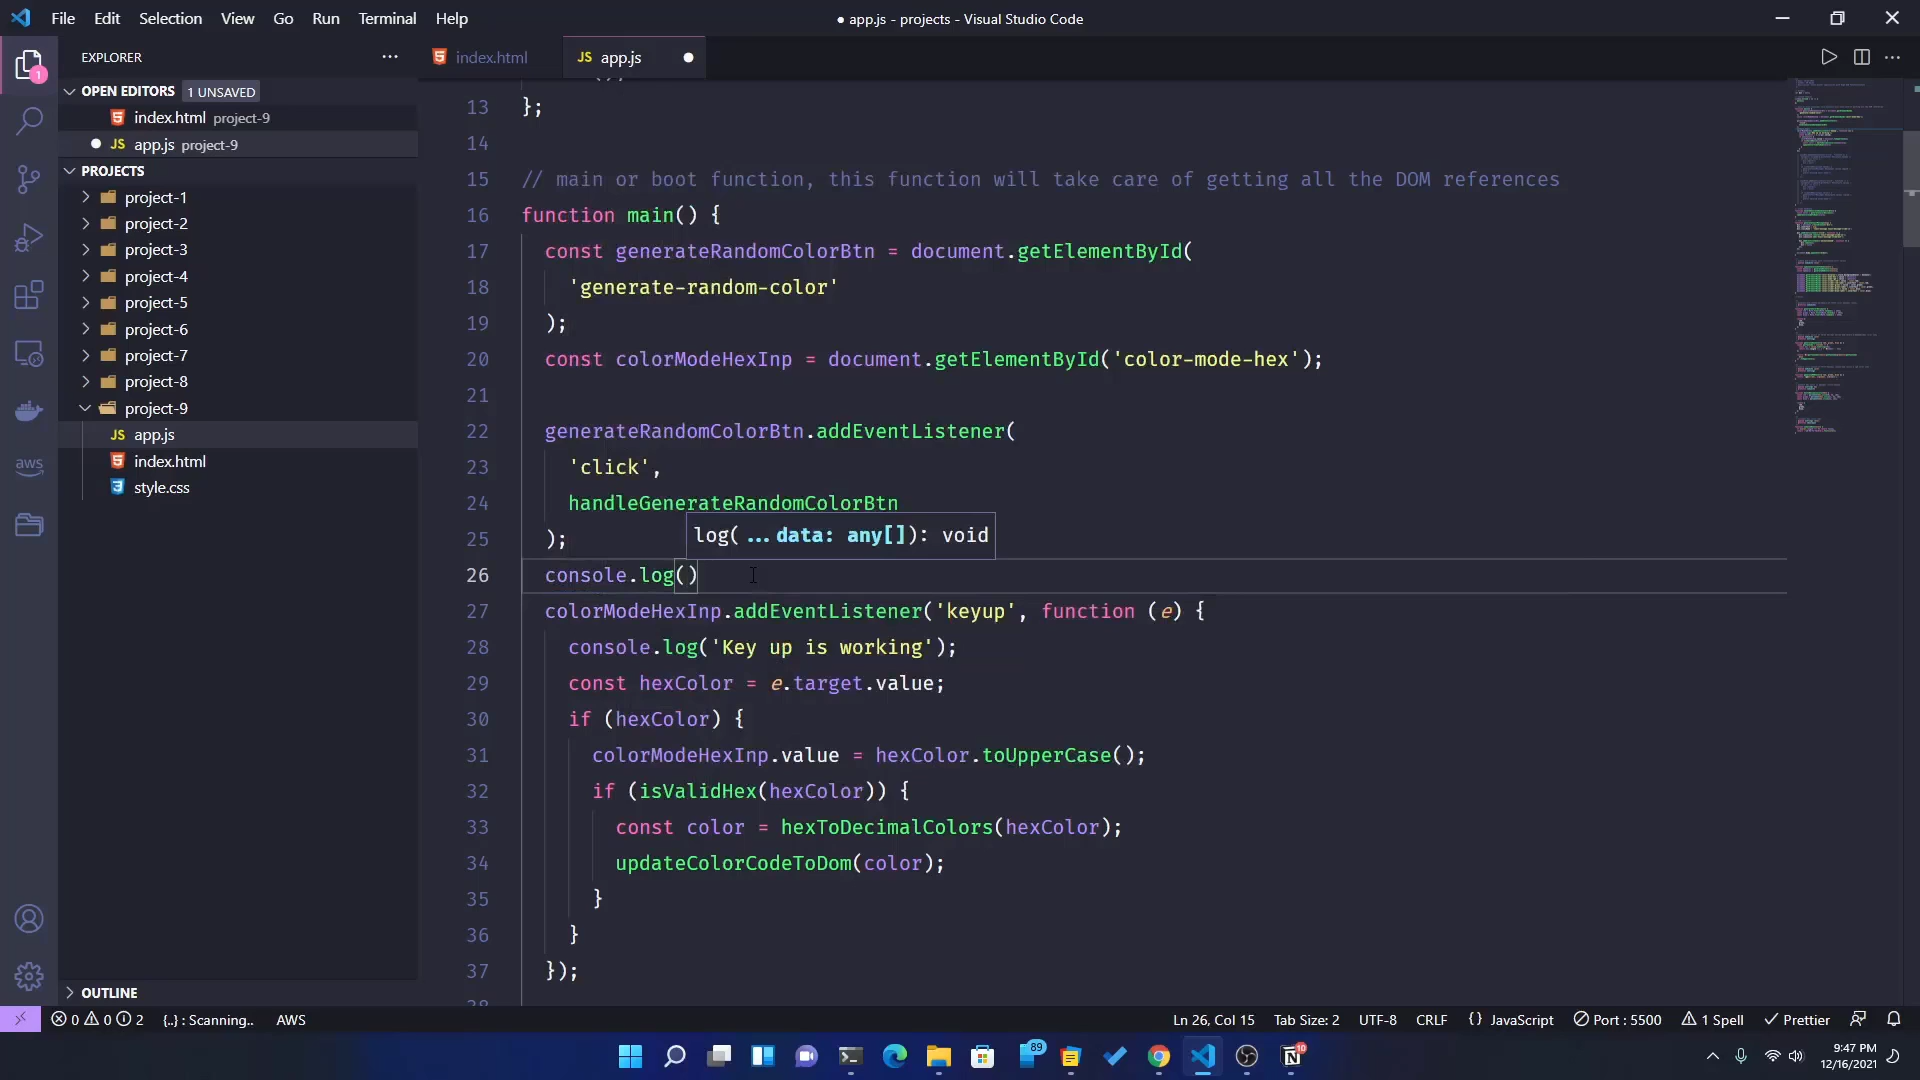 File Edit Selection View Go Run Terminal Help
● app.js - projects - Visual Studio Code
EXPLORER
index.html
JS app.js
OPEN EDITORS 1 UNSAVED
index.html project-9
JS app.js project-9
PROJECTS
project-1
project-2
project-3
project-4
project-5
project-6
project-7
project-8
project-9
JS app.js
index.html
style.css
OUTLINE
1
aws
13 };
14
15 // main or boot function, this function will take care of getting all the DOM references
16 function main() {
17 const generateRandomColorBtn = document.getElementById(
18 'generate-random-color'
19 );
20 const colorModeHexInp = document.getElementById('color-mode-hex');
21
22 generateRandomColorBtn.addEventListener(
23 'click',
24 handleGenerateRandomColorBtn
log(...data: any[]): void
25 );
26 console.log()
27 colorModeHexInp.addEventListener('keyup', function (e) {
28 console.log('Key up is working');
29 const hexColor = e.target.value;
30 if (hexColor) {
31 colorModeHexInp.value = hexColor.toUpperCase();
32 if (isValidHex(hexColor)) {
33 const color = hexToDecimalColors(hexColor);
34 updateColorCodeToDom(color);
35 }
36 }
37 });
0 0 2 {..} : Scanning.. AWS
Ln 26, Col 15 Tab Size: 2 UTF-8 CRLF {} JavaScript Port : 5500 1 Spell Prettier
89
10
9:47 PM
12/16/2021